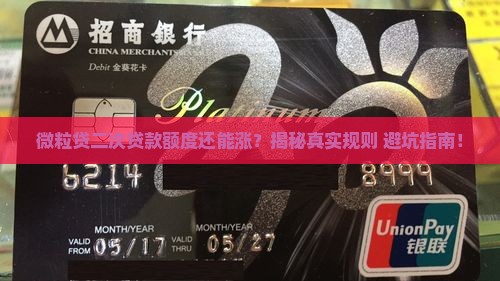 招商银行
CHINA MERCHANTS BANK
Debit 金葵花卡
Platinum
微粒贷二次贷款额度还能涨？揭秘真实规则 避坑指南！
6214 8999
MONTH/YEAR MONTH/YEAR
VALID FROM 05/17 VALID THRU 05/27
UnionPay
银联